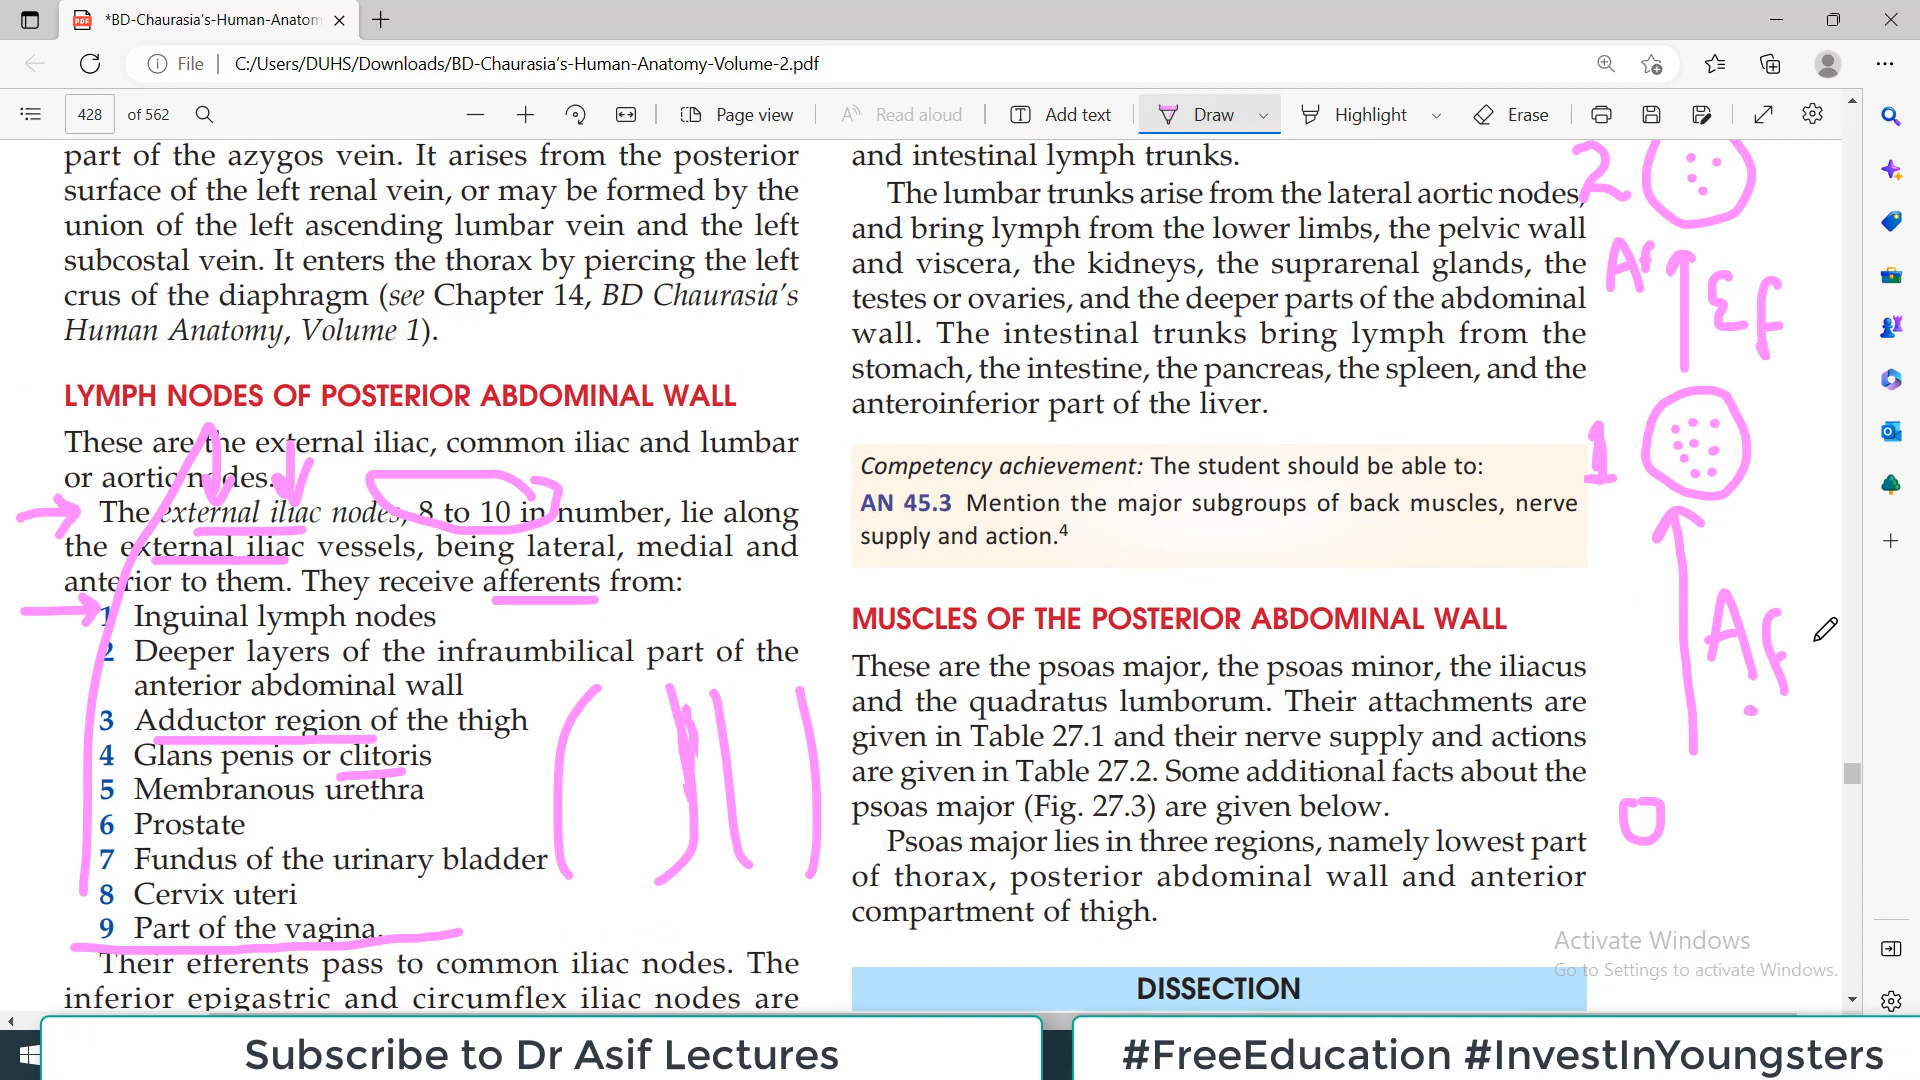 *BD-Chaurasia's-Human-Anatom
File
C:/Users/DUHS/Downloads/BD-Chaurasia's-Human-Anatomy-Volume-2.pdf
428 of 562
Page view
Read aloud
Add text
Draw
Highlight
Erase
part of the azygos vein. It arises from the posterior
surface of the left renal vein, or may be formed by the
union of the left ascending lumbar vein and the left
subcostal vein. It enters the thorax by piercing the left
crus of the diaphragm (see Chapter 14, BD Chaurasia's
Human Anatomy, Volume 1).
LYMPH NODES OF POSTERIOR ABDOMINAL WALL
These are the external iliac, common iliac and lumbar
or aortic nodes.
The external iliac nodes, 8 to 10 in number, lie along
the external iliac vessels, being lateral, medial and
anterior to them. They receive afferents from:
1 Inguinal lymph nodes
2 Deeper layers of the infraumbilical part of the
anterior abdominal wall
3 Adductor region of the thigh
4 Glans penis or clitoris
5 Membranous urethra
6 Prostate
7 Fundus of the urinary bladder
8 Cervix uteri
9 Part of the vagina.
Their efferents pass to common iliac nodes. The
inferior epigastric and circumflex iliac nodes are
and intestinal lymph trunks.
The lumbar trunks arise from the lateral aortic nodes,
and bring lymph from the lower limbs, the pelvic wall
and viscera, the kidneys, the suprarenal glands, the
testes or ovaries, and the deeper parts of the abdominal
wall. The intestinal trunks bring lymph from the
stomach, the intestine, the pancreas, the spleen, and the
anteroinferior part of the liver.
Competency achievement: The student should be able to:
AN 45.3 Mention the major subgroups of back muscles, nerve
supply and action.4
MUSCLES OF THE POSTERIOR ABDOMINAL WALL
These are the psoas major, the psoas minor, the iliacus
and the quadratus lumborum. Their attachments are
given in Table 27.1 and their nerve supply and actions
are given in Table 27.2. Some additional facts about the
psoas major (Fig. 27.3) are given below.
Psoas major lies in three regions, namely lowest part
of thorax, posterior abdominal wall and anterior
compartment of thigh.
DISSECTION
2
Af
Ef
1
Af
Activate Windows
Go to Settings to activate Windows.
Subscribe to Dr Asif Lectures
#FreeEducation #InvestInYoungsters